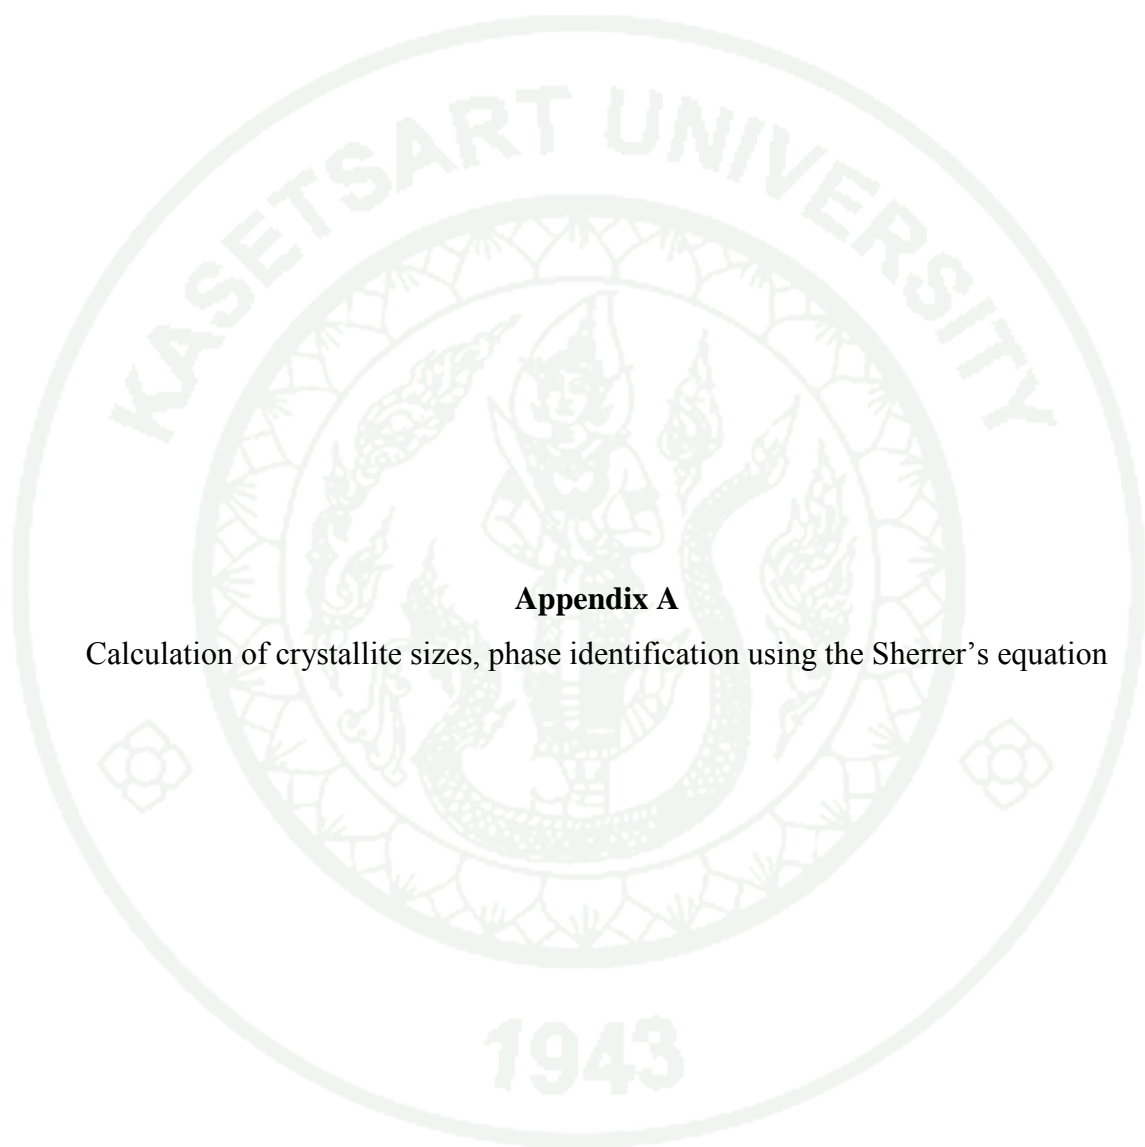 KASETSART UNIVERSITY
Appendix A
Calculation of crystallite sizes, phase identification using the Sherrer’s equation
1943